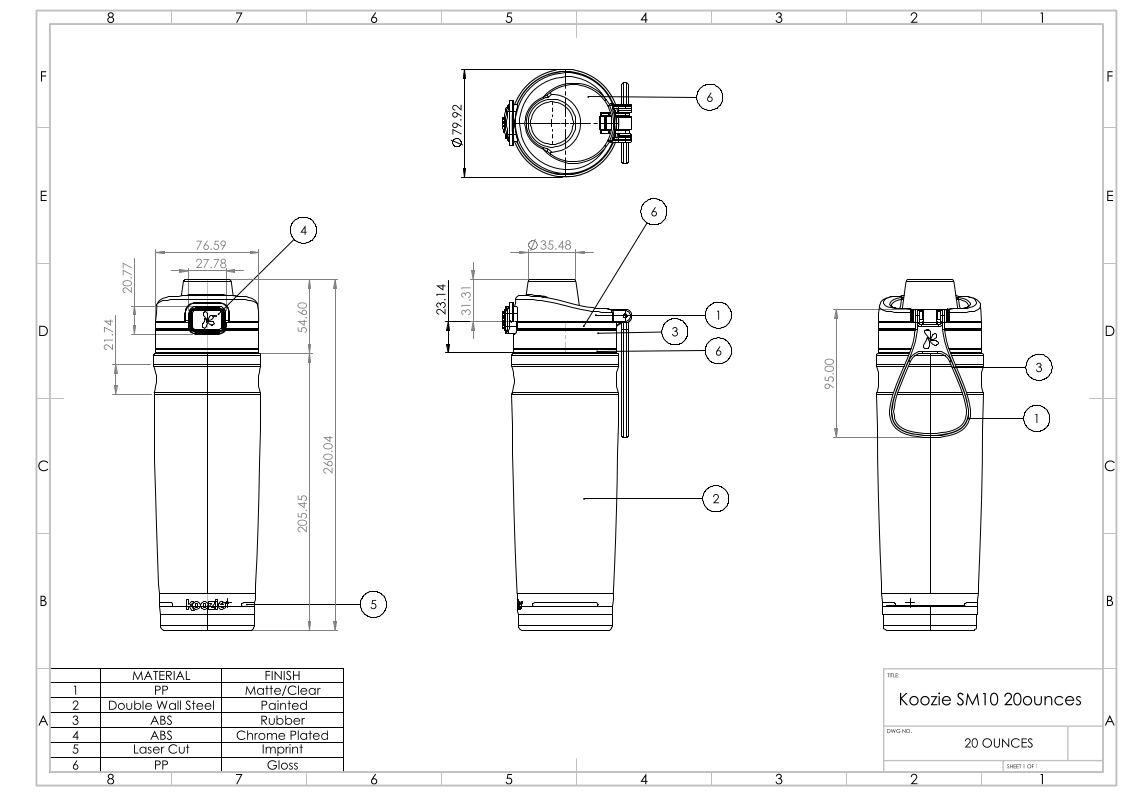 8 7 6 5 4 3 2 1
F F
6
Ø79.92
E E
6
4
76.59
Ø35.48
27.78
20.77
23.14
31.31
54.60
1
D 3 D
21.74
6
95.00
3
1
260.04
C C
2
205.45
B koozie B
5
MATERIAL FINISH
1 PP Matte/Clear
2 Double Wall Steel Painted
3 ABS Rubber
4 ABS Chrome Plated
5 Laser Cut Imprint
6 PP Gloss
A A
TITLE:
Koozie SM10 20ounces
DWG NO.
20 OUNCES
SHEET 1 OF 1
8 7 6 5 4 3 2 1